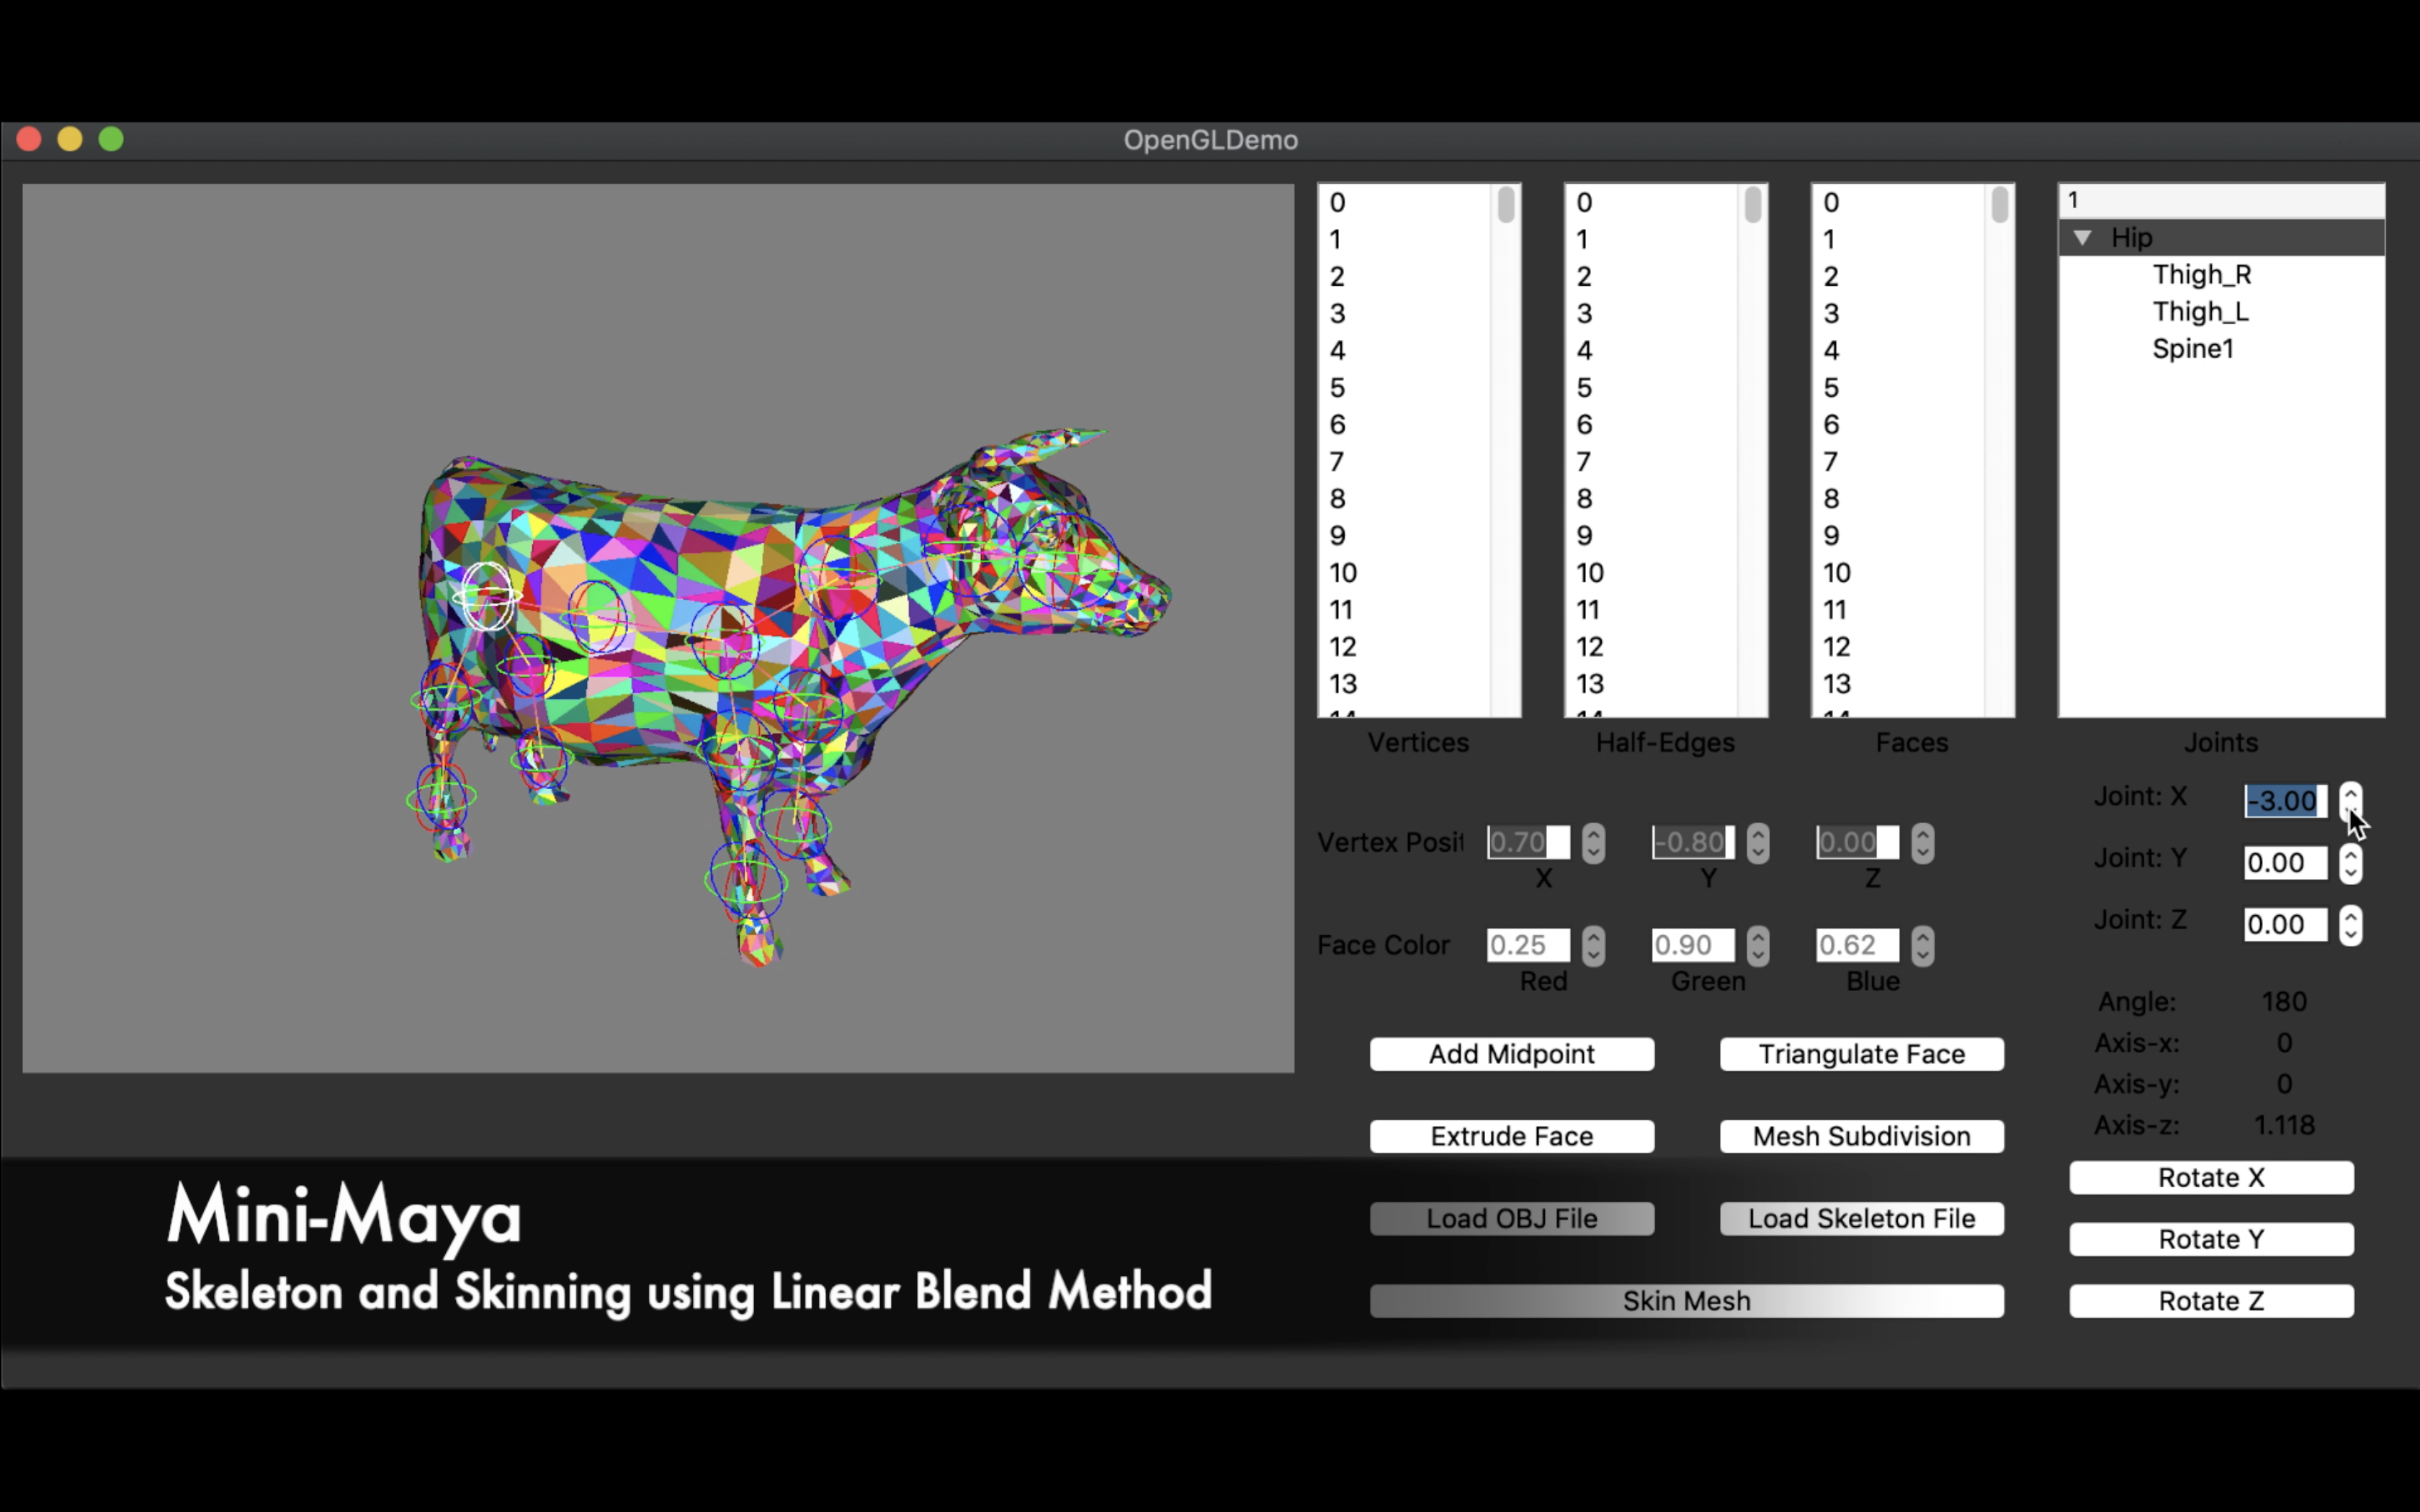 OpenGLDemo
0
1
2
3
4
5
6
7
8
9
10
11
12
13
14
Vertices
0
1
2
3
4
5
6
7
8
9
10
11
12
13
14
Half-Edges
0
1
2
3
4
5
6
7
8
9
10
11
12
13
14
Faces
1
Hip
Thigh_R
Thigh_L
Spine1
Joints
Vertex Posit 0.70 -0.80 0.00
X Y Z
Face Color 0.25 0.90 0.62
Red Green Blue
Add Midpoint Triangulate Face
Extrude Face Mesh Subdivision
Load OBJ File Load Skeleton File
Skin Mesh
Joint: X -3.00
Joint: Y 0.00
Joint: Z 0.00
Angle: 180
Axis-x: 0
Axis-y: 0
Axis-z: 1.118
Rotate X
Rotate Y
Rotate Z
Mini-Maya
Skeleton and Skinning using Linear Blend Method